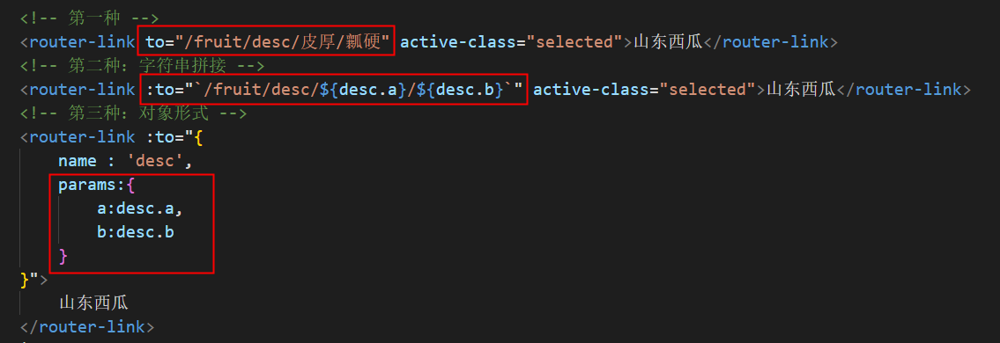 <!-- 第一种 -->
<router-link to="/fruit/desc/皮厚/瓤硬" active-class="selected">山东西瓜</router-link>
<!-- 第二种：字符串拼接 -->
<router-link :to="`/fruit/desc/${desc.a}/${desc.b}`" active-class="selected">山东西瓜</router-link>
<!-- 第三种：对象形式 -->
<router-link :to="{
name : 'desc',
params:{
a:desc.a,
b:desc.b
}
}">
山东西瓜
</router-link>